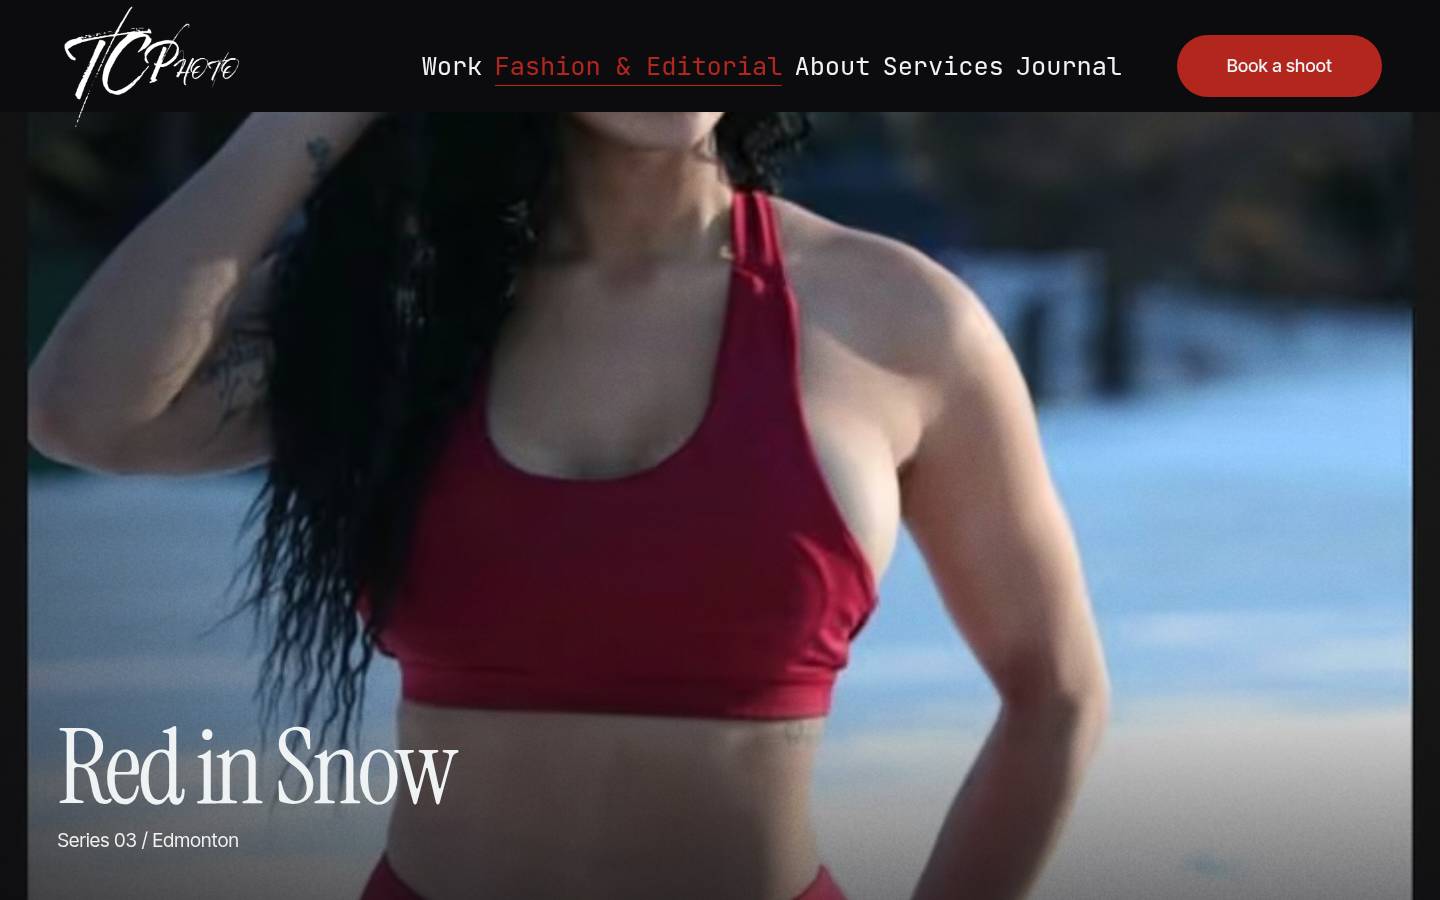 TCPHOTO
Work Fashion & Editorial About Services Journal
Book a shoot
Red in Snow
Series 03 / Edmonton